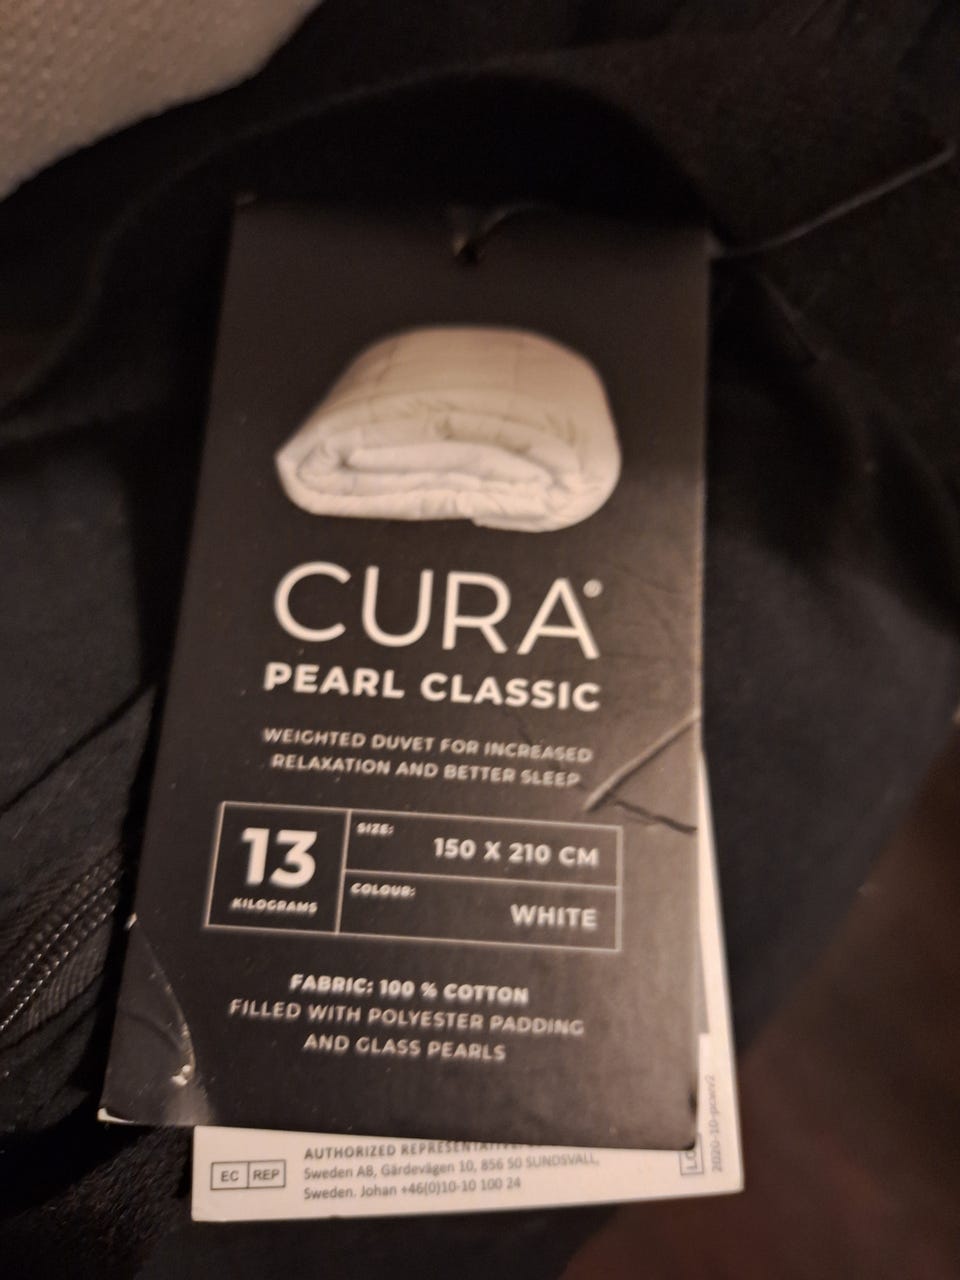 CURA®
PEARL CLASSIC
WEIGHTED DUVET FOR INCREASED
RELAXATION AND BETTER SLEEP
13
KILOGRAMS
SIZE:
150 X 210 CM
COLOUR:
WHITE
FABRIC: 100 % COTTON
FILLED WITH POLYESTER PADDING
AND GLASS PEARLS
EC REP
AUTHORIZED
Sweden AB, Gärdevägen 10, 856 50 SUNDSVALL,
Sweden. Johan +46(0)10-10 100 24